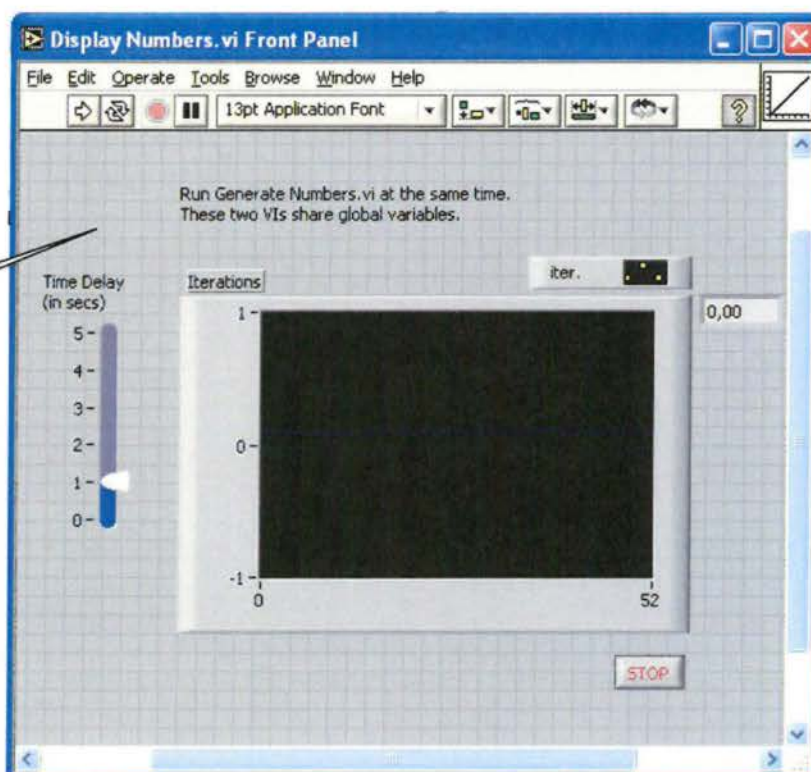 Display Numbers.vi Front Panel
File Edit Operate Tools Browse Window Help
13pt Application Font
?
Run Generate Numbers.vi at the same time.
These two VIs share global variables.
iter.
Time Delay
(in secs)
Iterations
0,00
5
4
3
2
1
0
1
0
-1
0
52
STOP